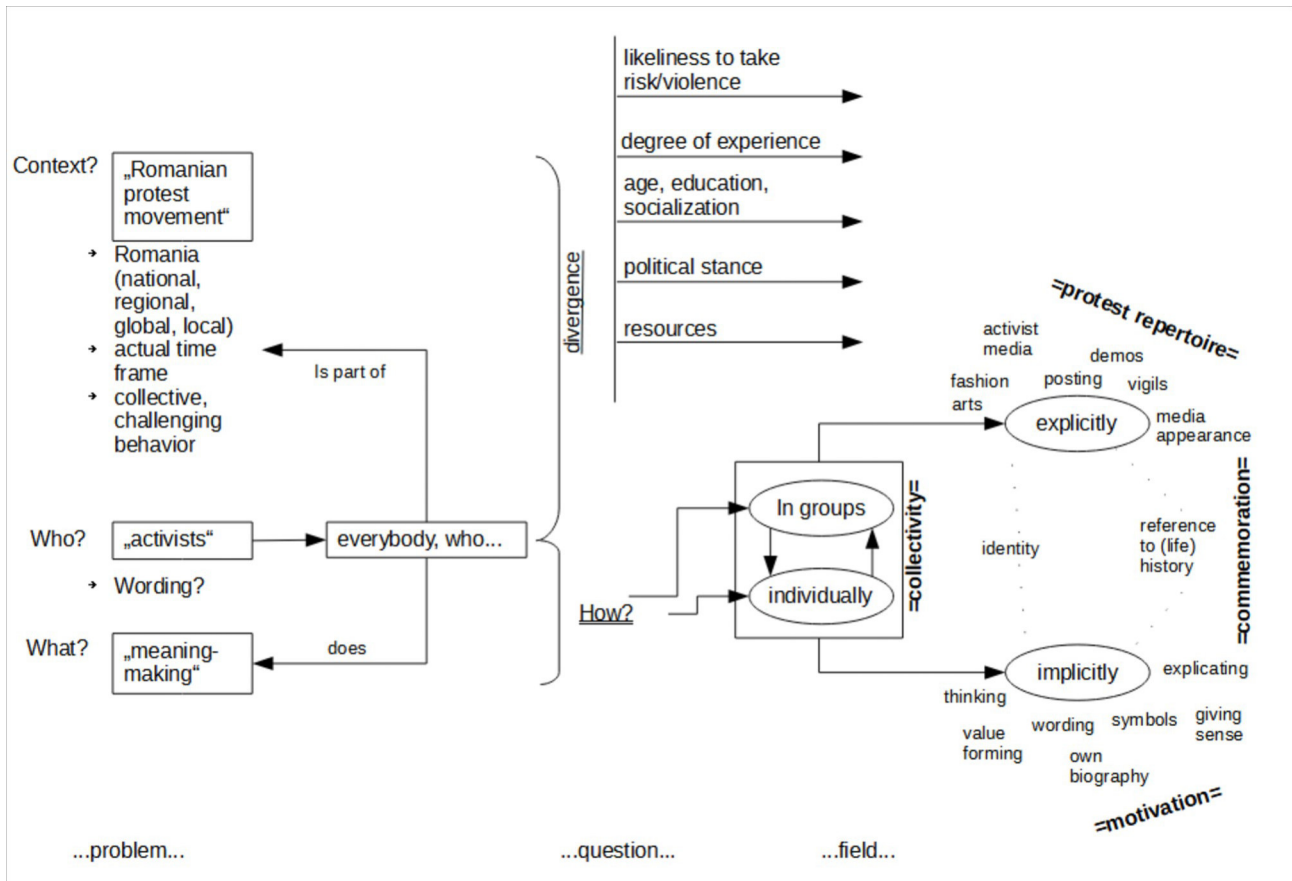 likeliness to take
risk/violence
degree of experience
age, education,
socialization
political stance
resources
Context?
„Romanian
protest
movement“
Romania
(national,
regional,
global, local)
actual time
frame
collective,
challenging
behavior
Is part of
divergence
Who?
„activists“
everybody, who...
Wording?
What?
„meaning-
making“
does
How?
In groups
individually
=collectivity=
=protest repertoire=
activist
media
demos
fashion
posting
vigils
arts
explicitly
media
appearance
identity
reference
to (life)
history
=commemoration=
implicitly
explicating
thinking
value
forming
wording
symbols
giving
sense
own
biography
=motivation=
...problem...
...question...
...field...